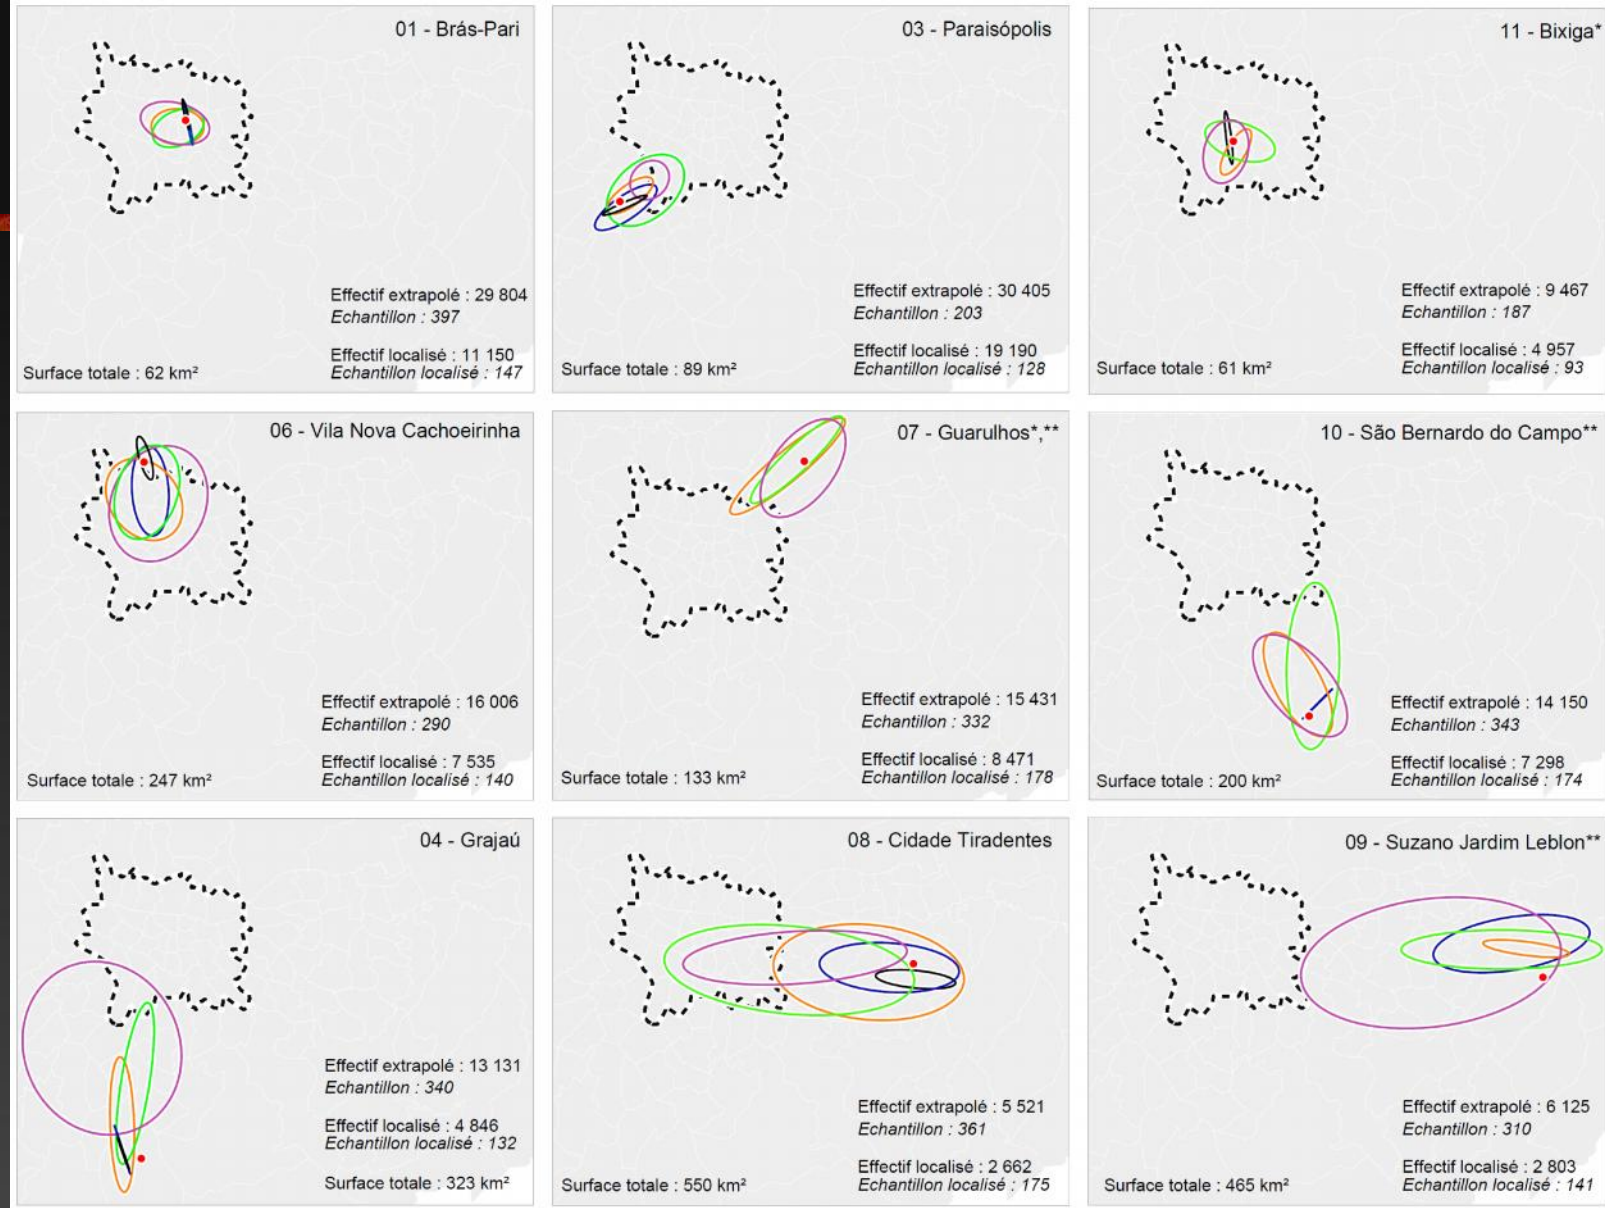 01 - Brás-Pari
Effectif extrapolé : 29 804
Echantillon : 397
Effectif localisé : 11 150
Surface totale : 62 km²
Echantillon localisé : 147
03 - Paraisópolis
Effectif extrapolé : 30 405
Echantillon : 203
Effectif localisé : 19 190
Surface totale : 89 km²
Echantillon localisé : 128
11 - Bixiga*
Effectif extrapolé : 9 467
Echantillon : 187
Effectif localisé : 4 957
Surface totale : 61 km²
Echantillon localisé : 93
06 - Vila Nova Cachoeirinha
Effectif extrapolé : 16 006
Echantillon : 290
Effectif localisé : 7 535
Surface totale : 247 km²
Echantillon localisé : 140
07 - Guarulhos*,**
Effectif extrapolé : 15 431
Echantillon : 332
Effectif localisé : 8 471
Surface totale : 133 km²
Echantillon localisé : 178
10 - São Bernardo do Campo**
Effectif extrapolé : 14 150
Echantillon : 343
Effectif localisé : 7 298
Surface totale : 200 km²
Echantillon localisé : 174
04 - Grajaú
Effectif extrapolé : 13 131
Echantillon : 340
Effectif localisé : 4 846
Echantillon localisé : 132
Surface totale : 323 km²
08 - Cidade Tiradentes
Effectif extrapolé : 5 521
Echantillon : 361
Effectif localisé : 2 662
Surface totale : 550 km²
Echantillon localisé : 175
09 - Suzano Jardim Leblon**
Effectif extrapolé : 6 125
Echantillon : 310
Effectif localisé : 2 803
Surface totale : 465 km²
Echantillon localisé : 141